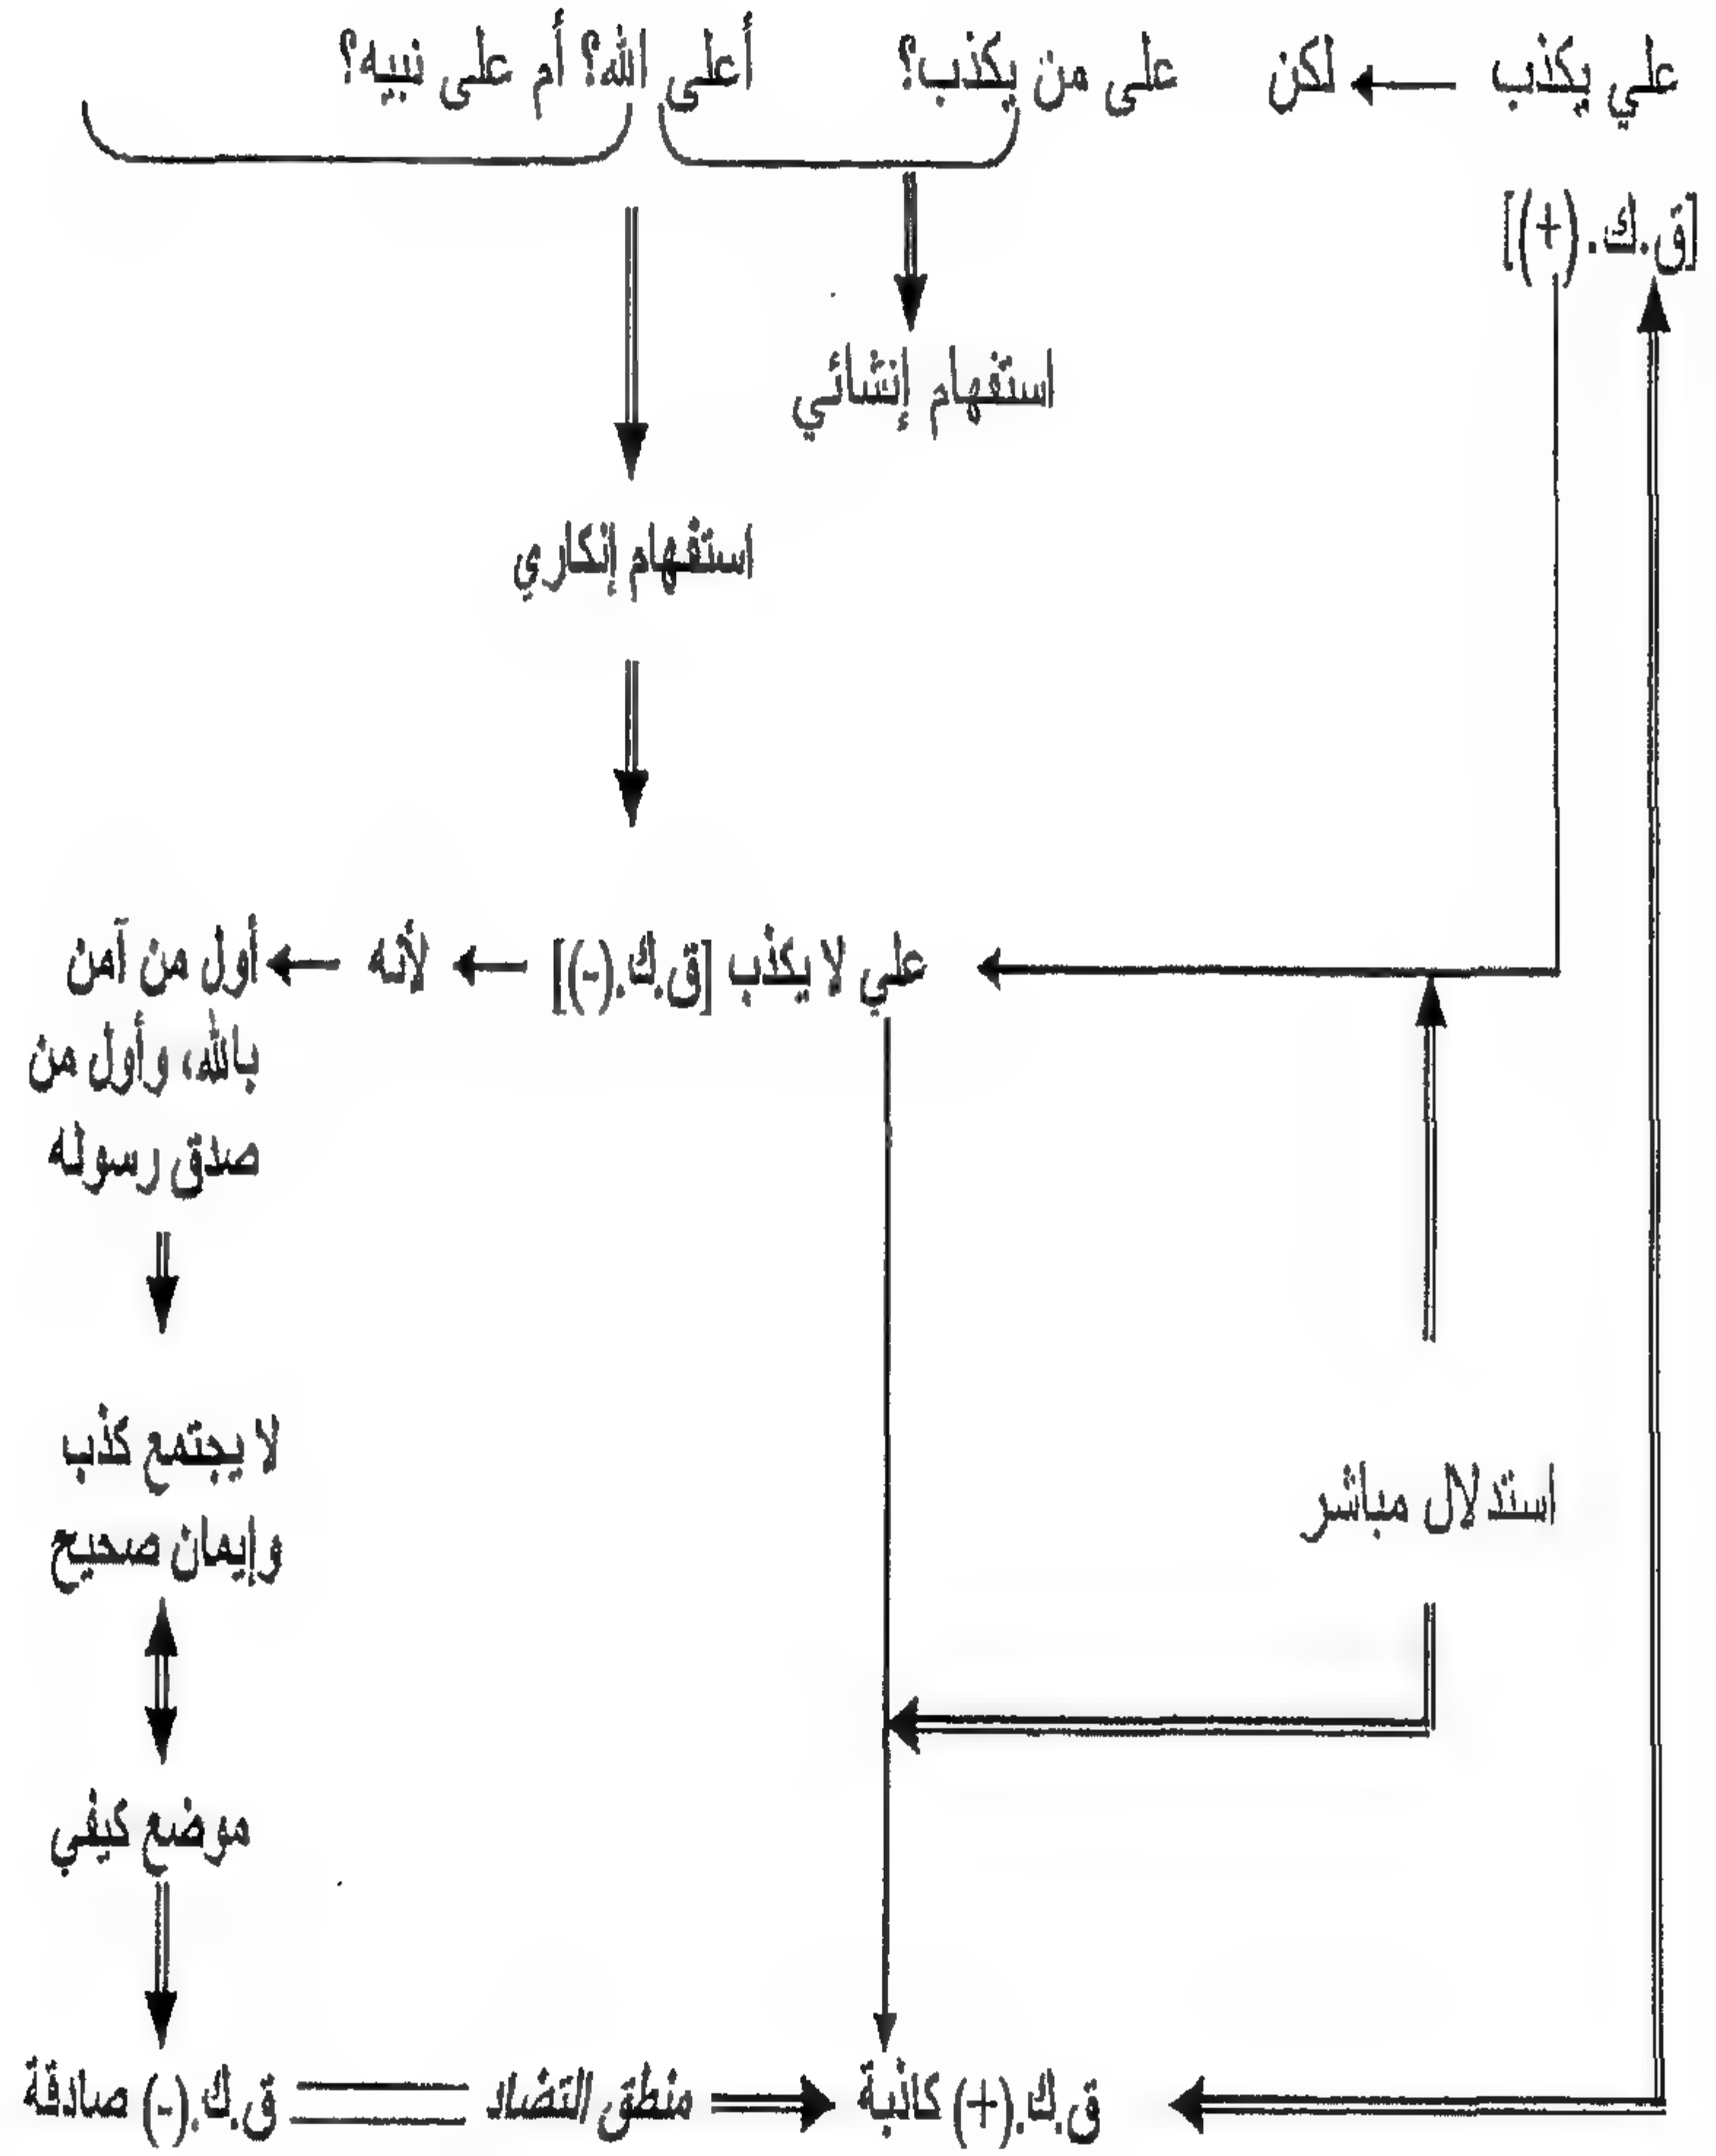 علي يكذب لكن على من يكذب؟ أعلى الله؟ أم على نبيه؟
[ق.ك.(+)]
استفهام إنشائي
استفهام إنكاري
علي لا يكذب [ق.ك.(-)] لأنه أول من آمن
بالله، وأول من
صدق رسوله
لا يجتمع كذب
وإيمان صحيح
استدلال مباشر
موضع كيفي
ق.ك.(+) كاذبة منطق التضاد ق.ك.(-) صادقة